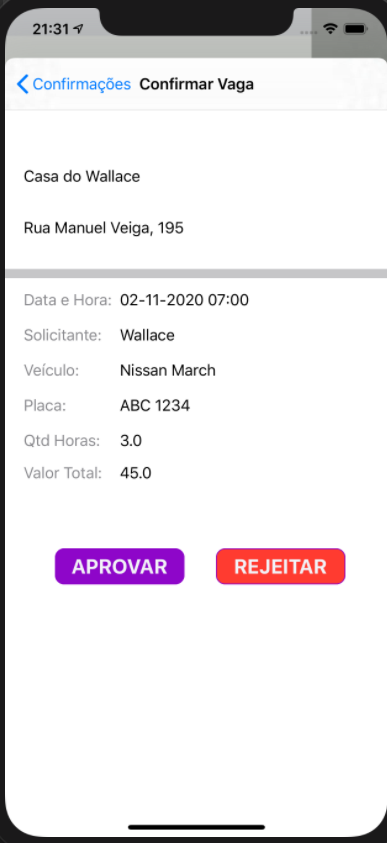 21:31
Confirmações Confirmar Vaga
Casa do Wallace
Rua Manuel Veiga, 195
Data e Hora: 02-11-2020 07:00
Solicitante: Wallace
Veículo: Nissan March
Placa: ABC 1234
Qtd Horas: 3.0
Valor Total: 45.0
APROVAR REJEITAR